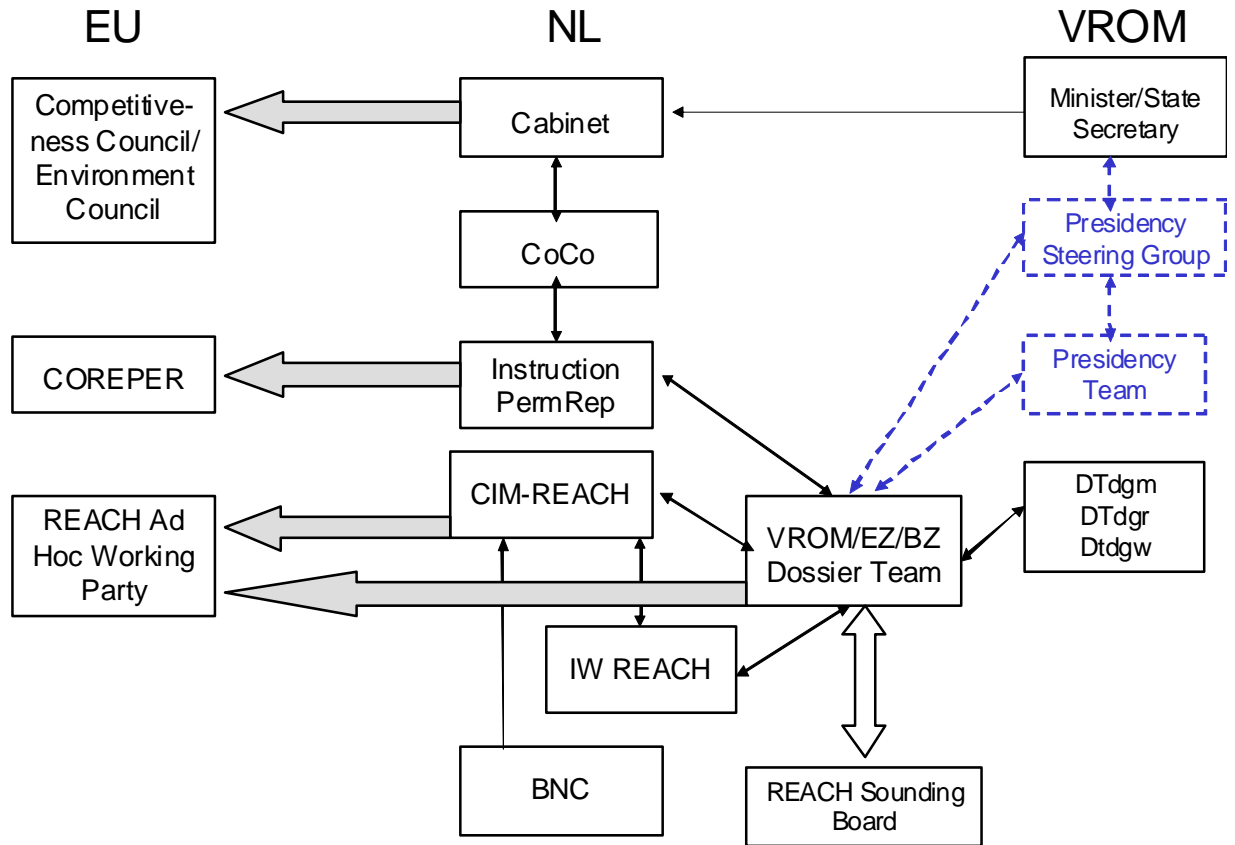 EU
NL
VROM
Competitive-
ness Council/
Environment
Council
Cabinet
Minister/State
Secretary
Presidency
Steering Group
CoCo
COREPER
Instruction
PermRep
Presidency
Team
CIM-REACH
REACH Ad
Hoc Working
Party
VROM/EZ/BZ
Dossier Team
DTdgm
DTdgr
Dtdgw
IW REACH
BNC
REACH Sounding
Board